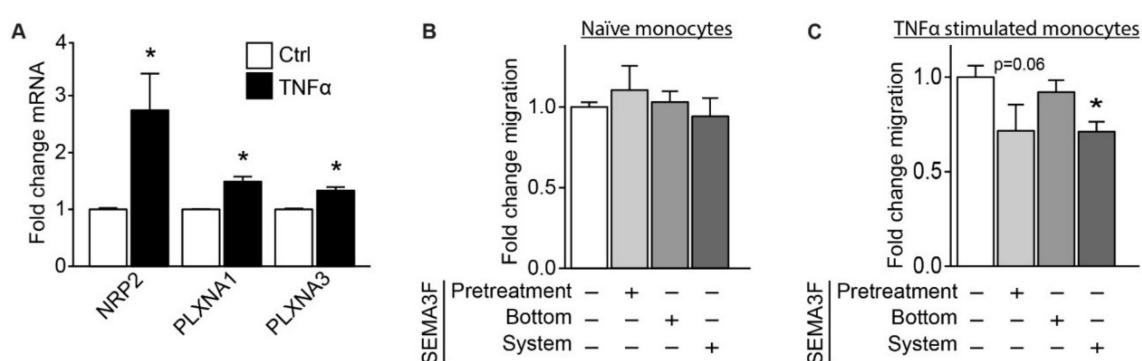 A
Fold change mRNA
4
3
2
1
0
*
*
*
Ctrl
TNFα
NRP2
PLXNA1
PLXNA3
B
Naïve monocytes
Fold change migration
1.0
0.5
0.0
SEMA3F
Pretreatment – + – –
Bottom – – + –
System – – – +
C
TNFα stimulated monocytes
Fold change migration
1.0
0.5
0.0
p=0.06
*
SEMA3F
Pretreatment – + – –
Bottom – – + –
System – – – +